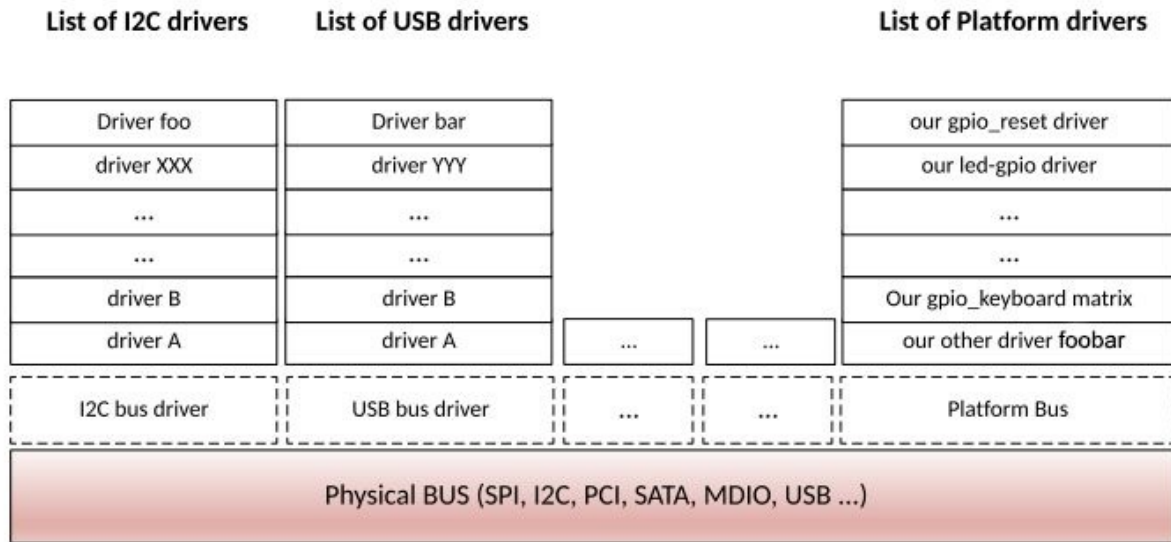 List of I2C drivers
List of USB drivers
List of Platform drivers
Driver foo
driver XXX
...
...
driver B
driver A
Driver bar
driver YYY
...
...
driver B
driver A
...
...
our gpio_reset driver
our led-gpio driver
...
...
Our gpio_keyboard matrix
our other driver foobar
I2C bus driver
USB bus driver
...
...
Platform Bus
Physical BUS (SPI, I2C, PCI, SATA, MDIO, USB ...)